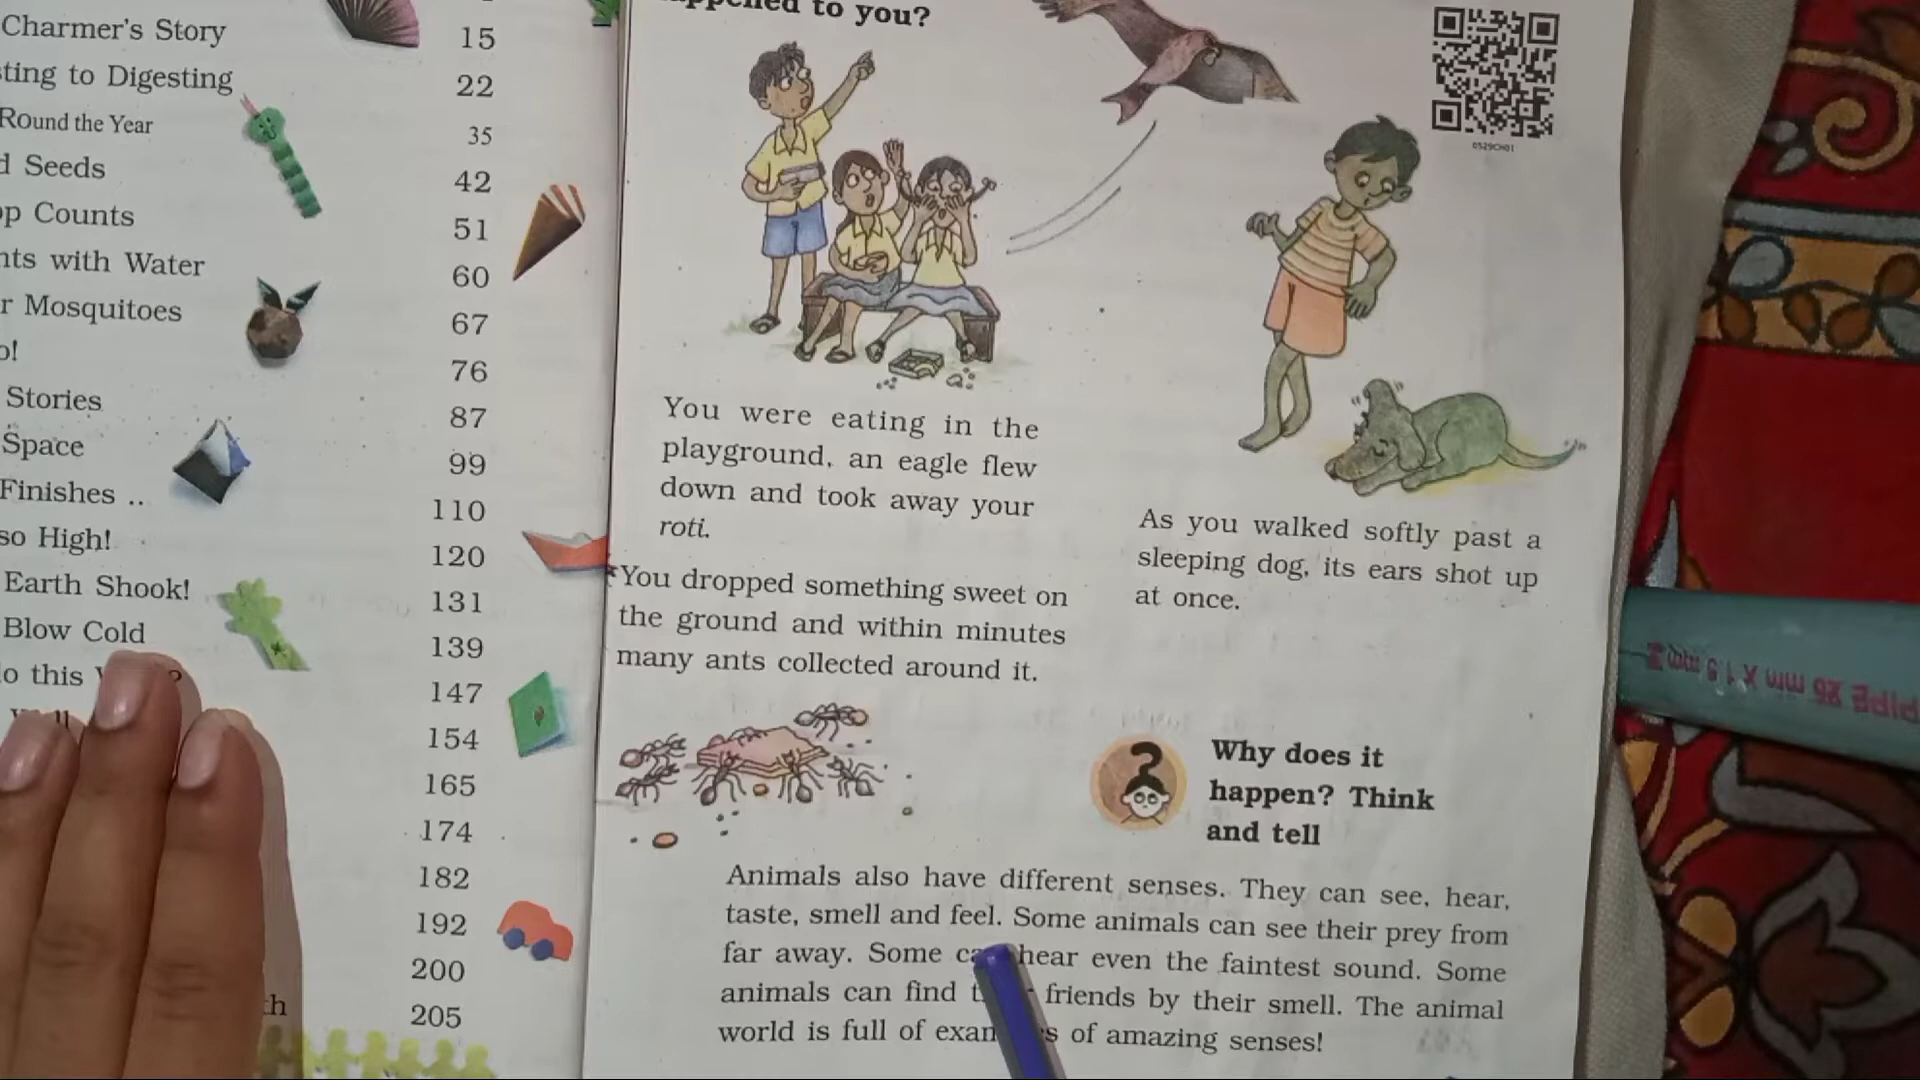 15
Charmer's Story
22
ting to Digesting
35
Round the Year
42
d Seeds
51
op Counts
60
nts with Water
67
r Mosquitoes
76
o!
87
Stories
99
Space
110
Finishes ..
120
so High!
131
Earth Shook!
139
Blow Cold
147
o this
154
165
174
182
192
200
205
th
ppened to you?
0529CH01
You were eating in the
playground, an eagle flew
down and took away your
roti.
As you walked softly past a
sleeping dog, its ears shot up
at once.
*You dropped something sweet on
the ground and within minutes
many ants collected around it.
?
Why does it
happen? Think
and tell
Animals also have different senses. They can see, hear,
taste, smell and feel. Some animals can see their prey from
far away. Some hear even the faintest sound. Some
animals can find friends by their smell. The animal
world is full of of amazing senses!
PIPE 26 mm X 1.5